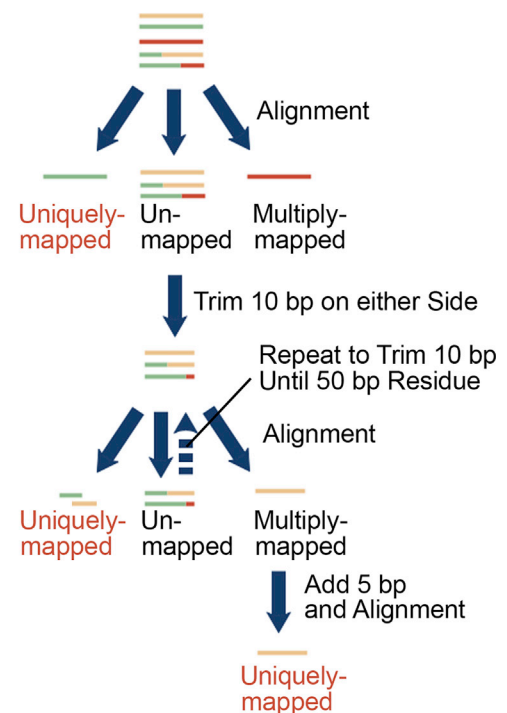 Alignment
Uniquely-
mapped
Un-
mapped
Multiply-
mapped
Trim 10 bp on either Side
Repeat to Trim 10 bp
Until 50 bp Residue
Alignment
Uniquely-
mapped
Un-
mapped
Multiply-
mapped
Add 5 bp
and Alignment
Uniquely-
mapped